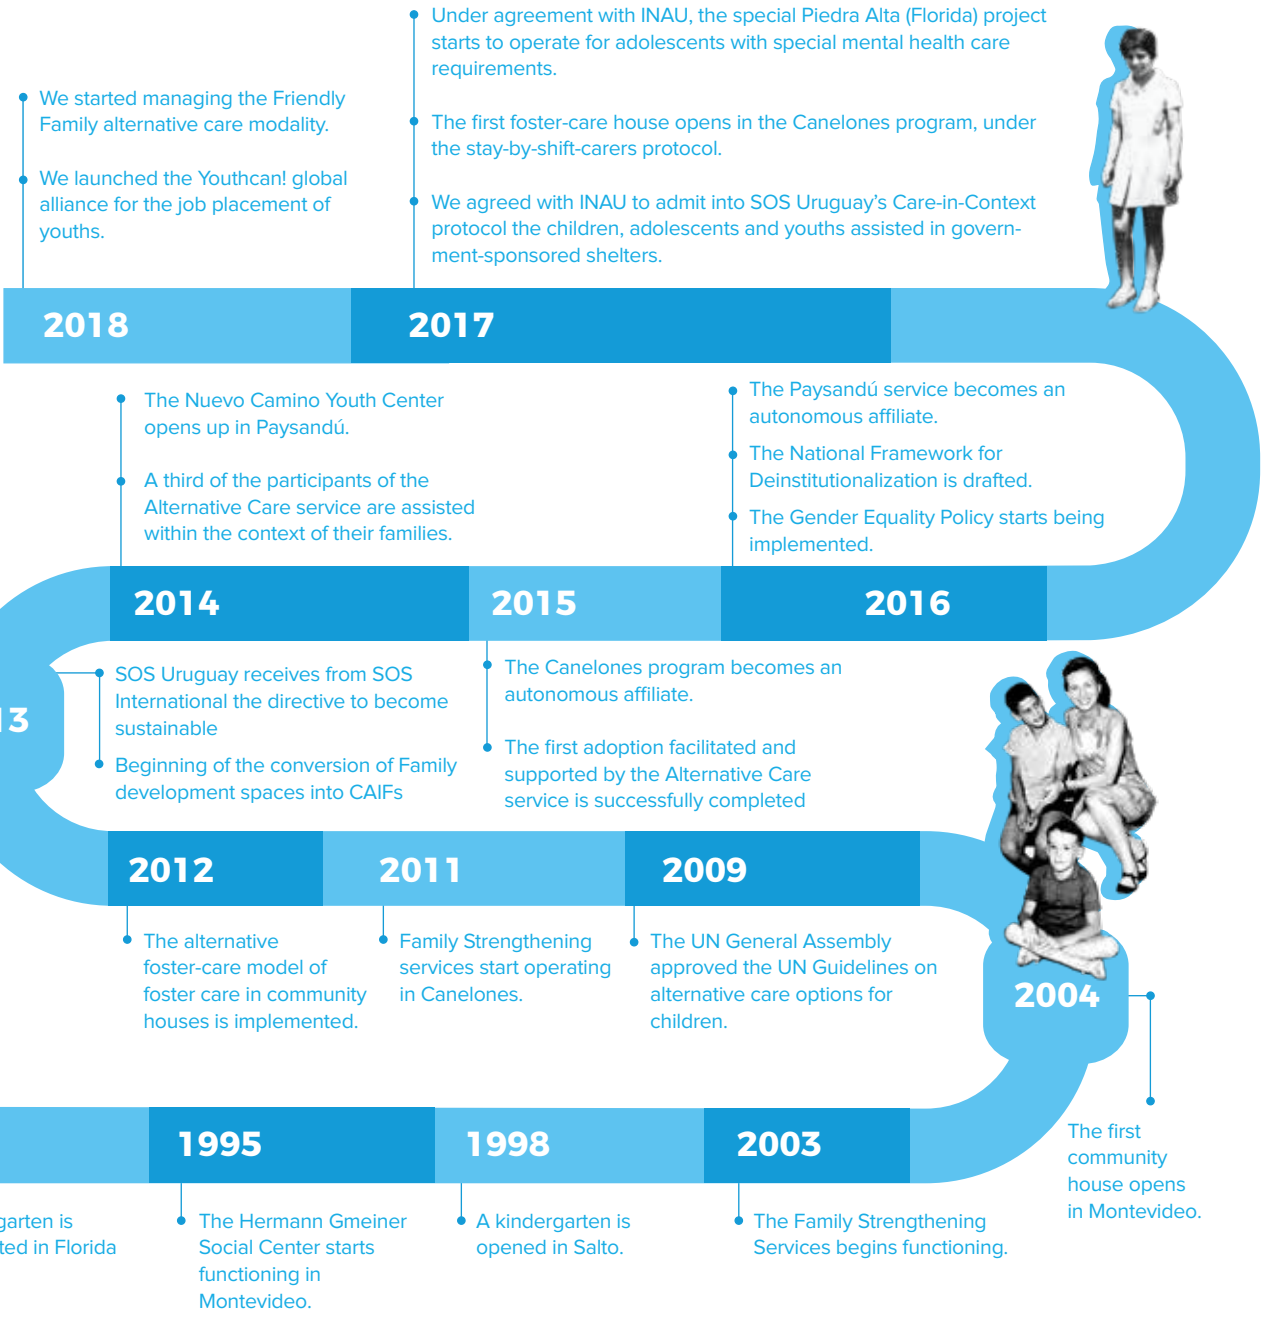 Under agreement with INAU, the special Piedra Alta (Florida) project
starts to operate for adolescents with special mental health care
requirements.
We started managing the Friendly
Family alternative care modality.
The first foster-care house opens in the Canelones program, under
the stay-by-shift-carers protocol.
We launched the Youthcan! global
alliance for the job placement of
youths.
We agreed with INAU to admit into SOS Uruguay's Care-in-Context
protocol the children, adolescents and youths assisted in govern-
ment-sponsored shelters.
2018
2017
The Nuevo Camino Youth Center
opens up in Paysandú.
A third of the participants of the
Alternative Care service are assisted
within the context of their families.
The Paysandú service becomes an
autonomous affiliate.
The National Framework for
Deinstitutionalization is drafted.
The Gender Equality Policy starts being
implemented.
2014
2015
2016
13
SOS Uruguay receives from SOS
International the directive to become
sustainable
Beginning of the conversion of Family
development spaces into CAIFs
The Canelones program becomes an
autonomous affiliate.
The first adoption facilitated and
supported by the Alternative Care
service is successfully completed
2012
2011
2009
The alternative
foster-care model of
foster care in community
houses is implemented.
Family Strengthening
services start operating
in Canelones.
The UN General Assembly
approved the UN Guidelines on
alternative care options for
children.
2004
The first
community
house opens
in Montevideo.
1995
1998
2003
garten is
ted in Florida
The Hermann Gmeiner
Social Center starts
functioning in
Montevideo.
A kindergarten is
opened in Salto.
The Family Strengthening
Services begins functioning.